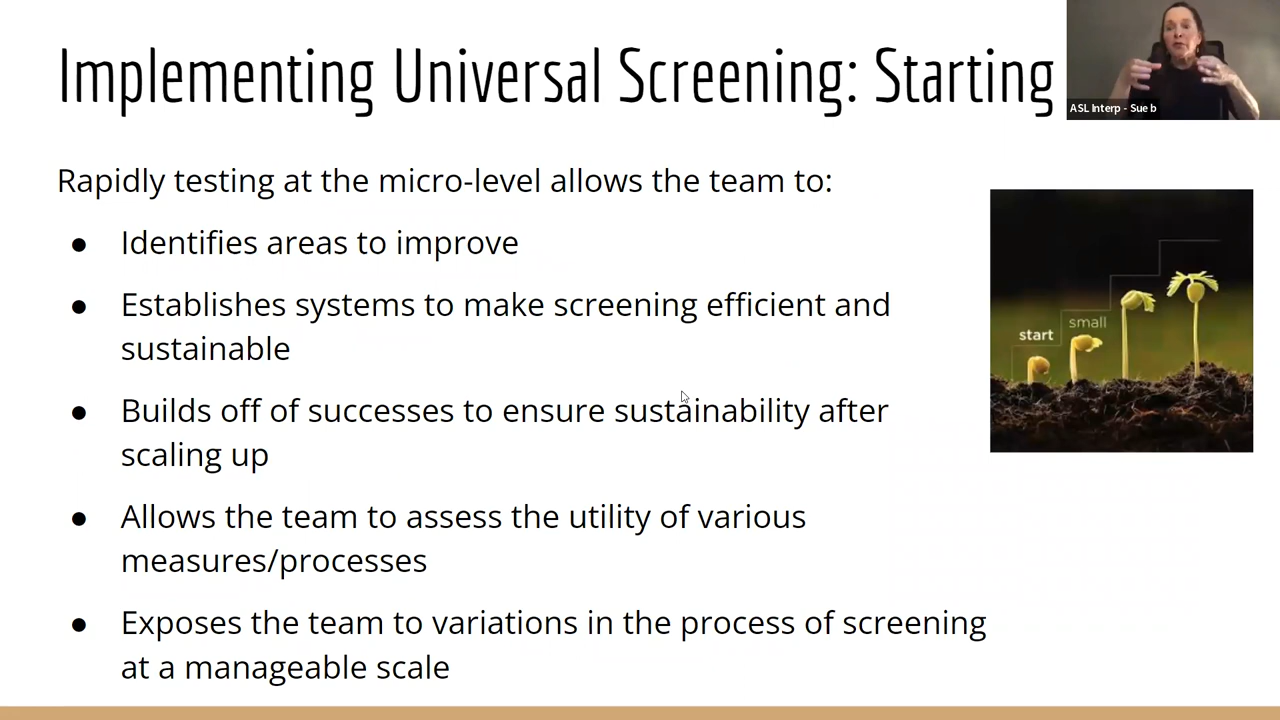 Implementing Universal Screening: Starting
ASL Interp - Sue b
Rapidly testing at the micro-level allows the team to:
● Identifies areas to improve
● Establishes systems to make screening efficient and
sustainable
● Builds off of successes to ensure sustainability after
scaling up
● Allows the team to assess the utility of various
measures/processes
● Exposes the team to variations in the process of screening
at a manageable scale
start
small